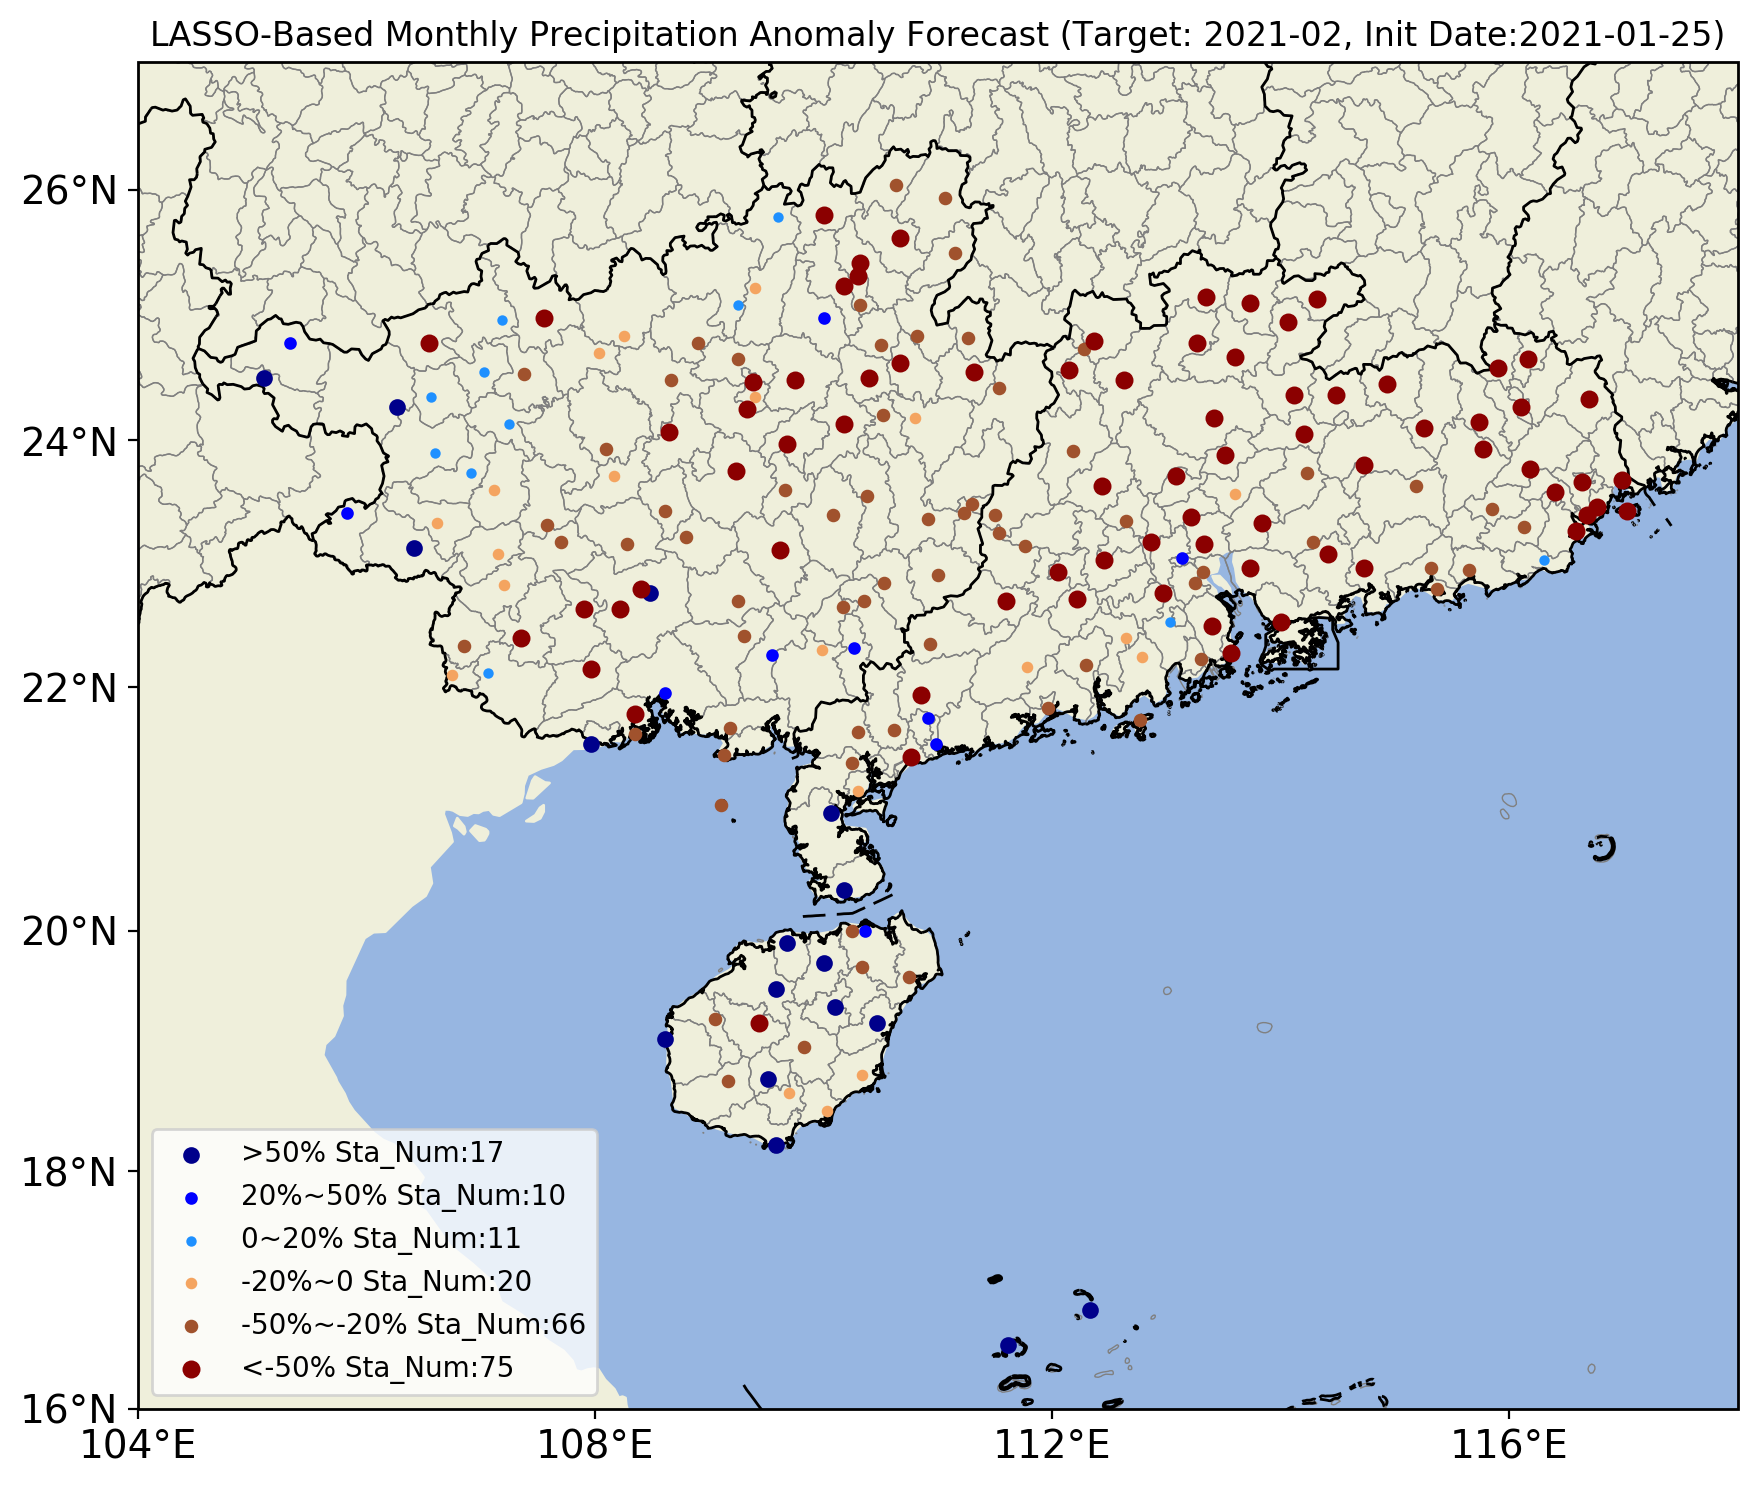 LASSO-Based Monthly Precipitation Anomaly Forecast (Target: 2021-02, Init Date:2021-01-25)
26°N
24°N
22°N
20°N
18°N
16°N
>50% Sta_Num:17
20%~50% Sta_Num:10
0~20% Sta_Num:11
-20%~0 Sta_Num:20
-50%~-20% Sta_Num:66
<-50% Sta_Num:75
104°E
108°E
112°E
116°E